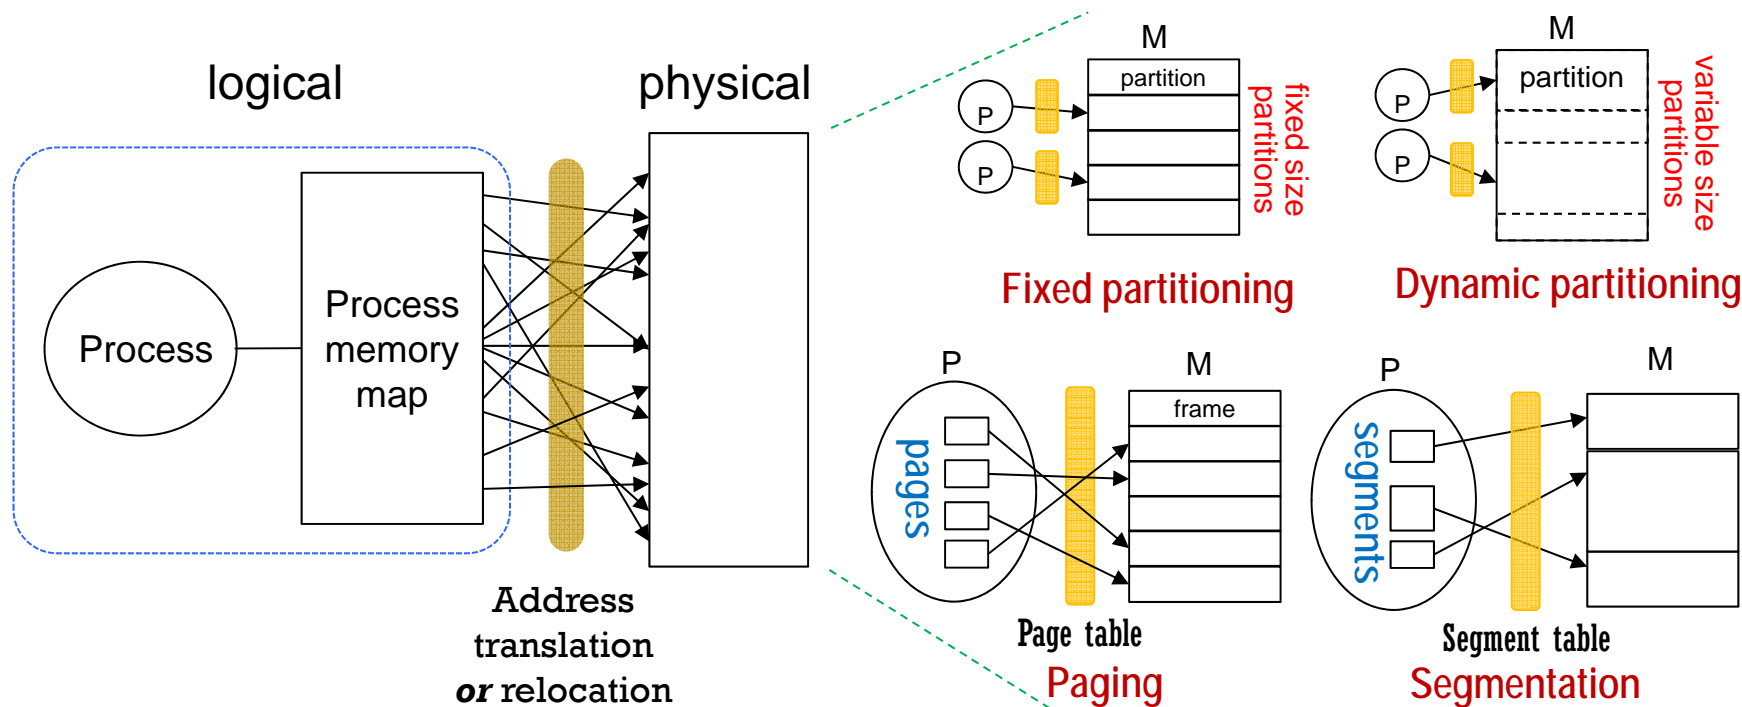 logical
physical
Process
Process
memory
map
Address
translation
or relocation
M
partition
P
P
fixed size
partitions
Fixed partitioning
M
partition
P
P
variable size
partitions
Dynamic partitioning
P
M
pages
frame
Page table
Paging
P
M
segments
Segment table
Segmentation